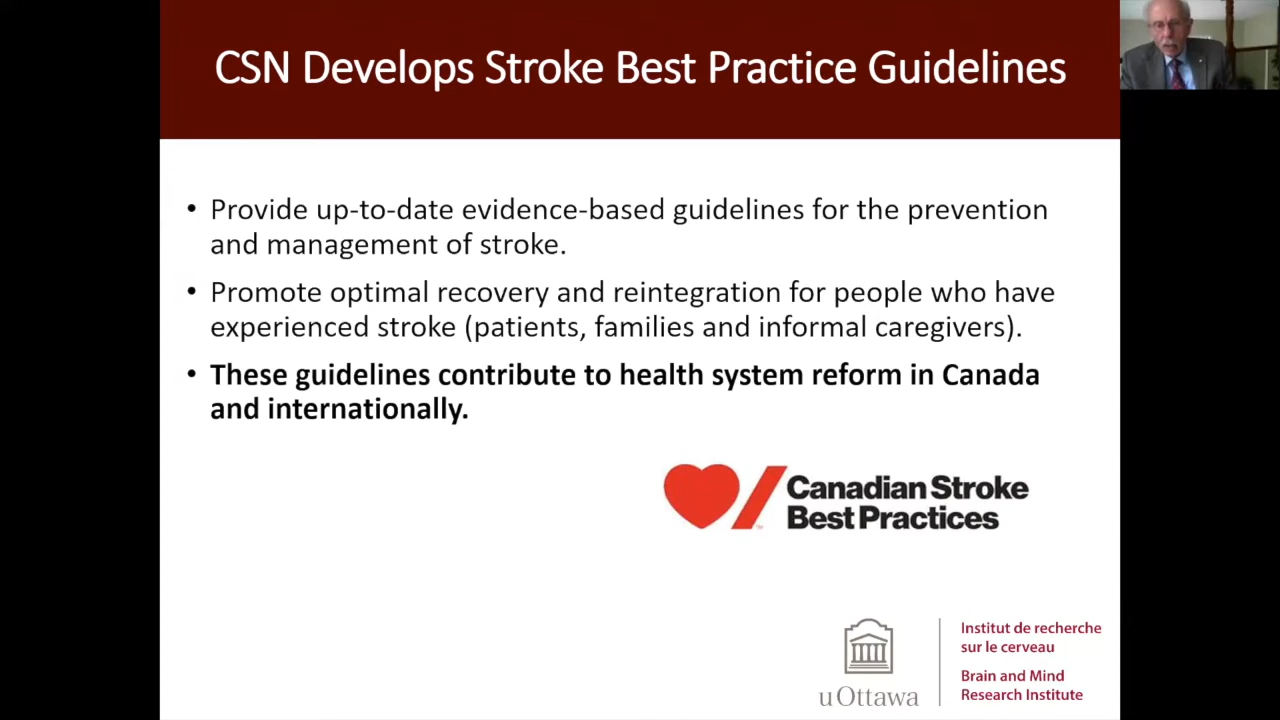 CSN Develops Stroke Best Practice Guidelines
• Provide up-to-date evidence-based guidelines for the prevention
and management of stroke.
• Promote optimal recovery and reintegration for people who have
experienced stroke (patients, families and informal caregivers).
• These guidelines contribute to health system reform in Canada
and internationally.
Canadian Stroke
Best Practices
™
uOttawa
Institut de recherche
sur le cerveau
Brain and Mind
Research Institute